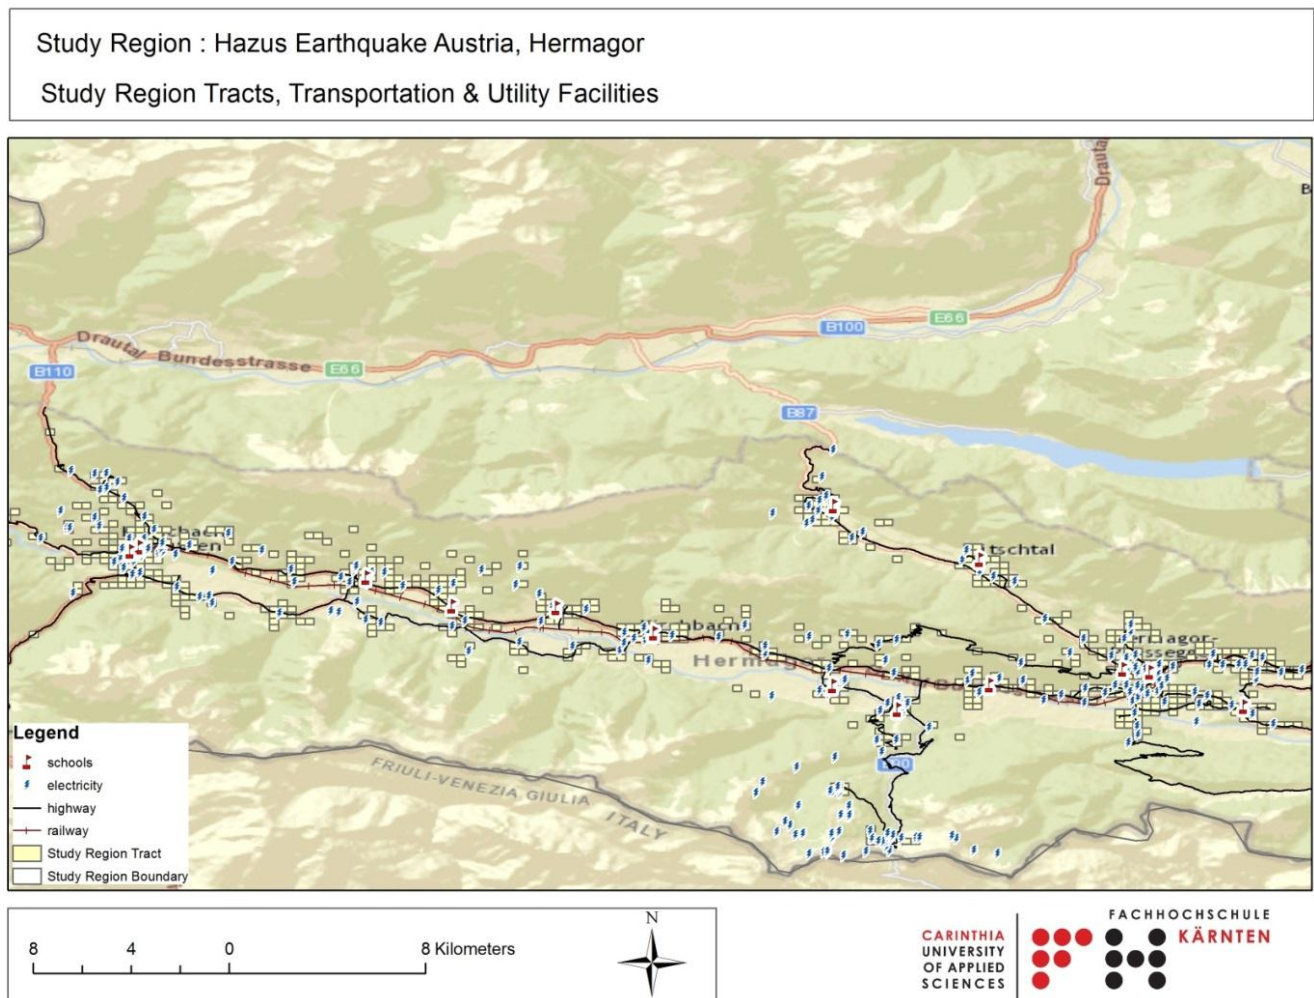 Study Region : Hazus Earthquake Austria, Hermagor
Study Region Tracts, Transportation & Utility Facilities
Drautal
B
B100
E66
Drautal Bundesstrasse
E66
B110
B87
tschtal
Hermag
FRIULI-VENEZIA GIULIA
ITALY
Legend
schools
electricity
highway
railway
Study Region Tract
Study Region Boundary
8 4 0 8 Kilometers
N
CARINTHIA
UNIVERSITY
OF APPLIED
SCIENCES
FACHHOCHSCHULE
KÄRNTEN